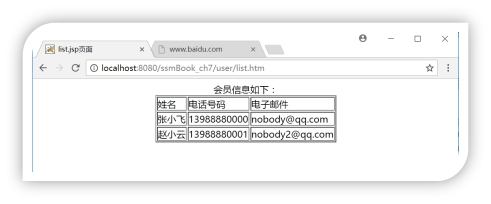 list.jsp页面
www.baidu.com
localhost:8080/ssmBook_ch7/user/list.htm
会员信息如下：
姓名 电话号码 电子邮件
张小飞 13988880000 nobody@qq.com
赵小云 13988880001 nobody2@qq.com